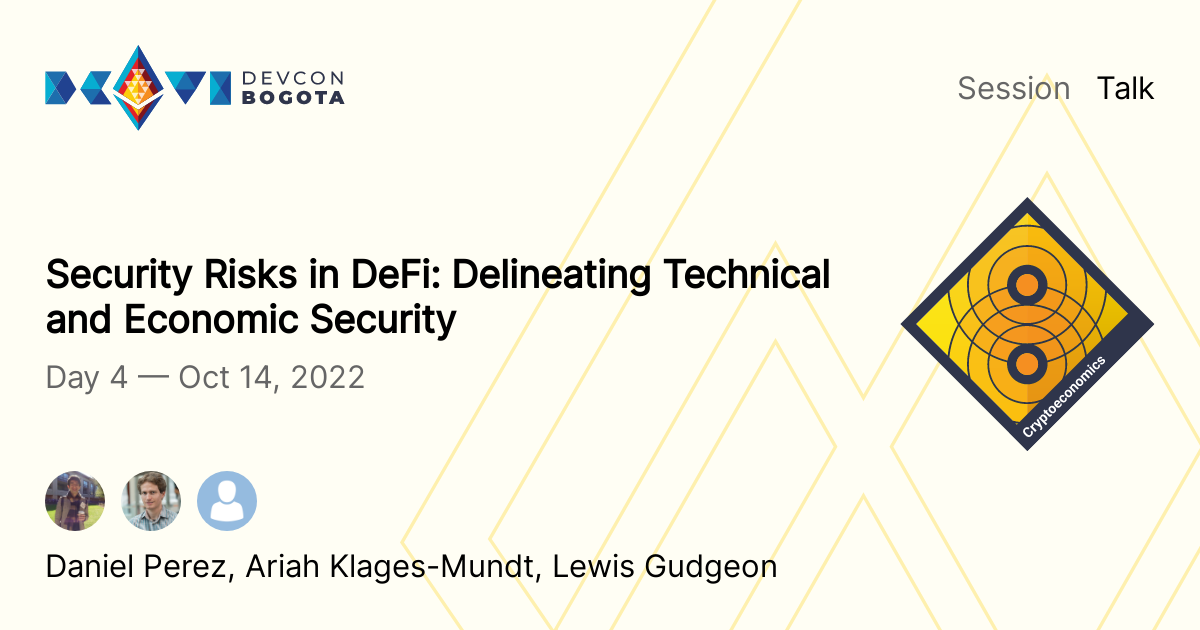 DEVCON
BOGOTA
Session Talk
Security Risks in DeFi: Delineating Technical
and Economic Security
Day 4 — Oct 14, 2022
Cryptoeconomics
Daniel Perez, Ariah Klages-Mundt, Lewis Gudgeon